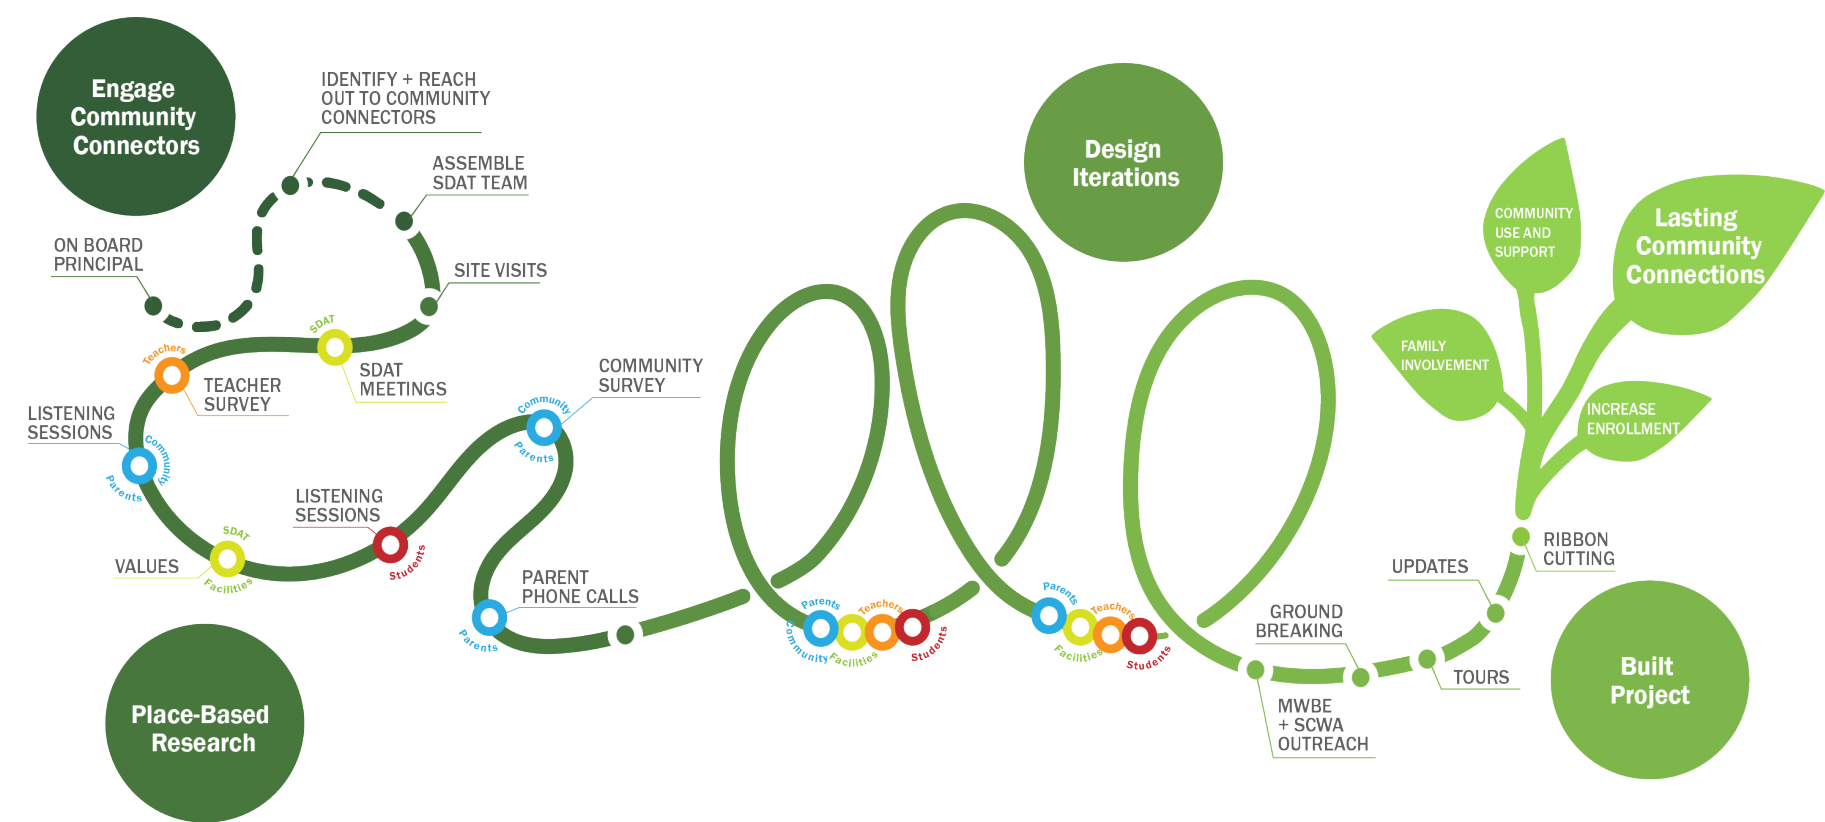 Engage
Community
Connectors
IDENTIFY + REACH
OUT TO COMMUNITY
CONNECTORS
ASSEMBLE
SDAT TEAM
ON BOARD
PRINCIPAL
SITE VISITS
SDAT
SDAT
MEETINGS
Teachers
TEACHER
SURVEY
LISTENING
SESSIONS
Community
Parents
VALUES
SDAT
Facilities
LISTENING
SESSIONS
Students
COMMUNITY
SURVEY
Community
Parents
PARENT
PHONE CALLS
Parents
Place-Based
Research
Design
Iterations
Parents
Community
Teachers
Facilities
Students
Parents
Teachers
Facilities
Students
MWBE
+ SCWA
OUTREACH
GROUND
BREAKING
TOURS
UPDATES
RIBBON
CUTTING
Built
Project
FAMILY
INVOLVEMENT
COMMUNITY
USE AND
SUPPORT
Lasting
Community
Connections
INCREASE
ENROLLMENT